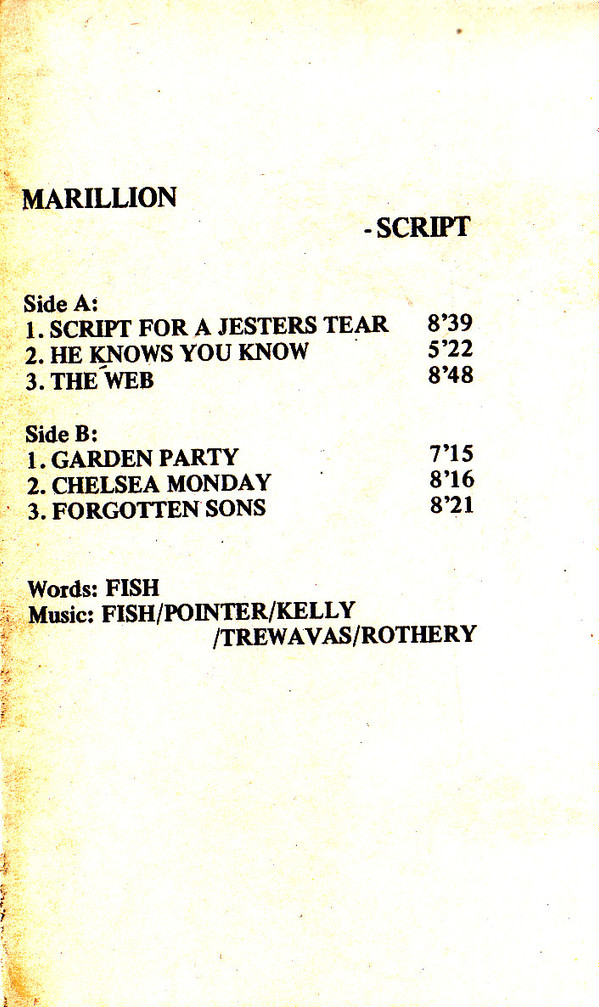 MARILLION
- SCRIPT
Side A:
1. SCRIPT FOR A JESTERS TEAR 8'39
2. HE KNOWS YOU KNOW 5'22
3. THE WEB 8'48
Side B:
1. GARDEN PARTY 7'15
2. CHELSEA MONDAY 8'16
3. FORGOTTEN SONS 8'21
Words: FISH
Music: FISH/POINTER/KELLY
/TREWAVAS/ROTHERY